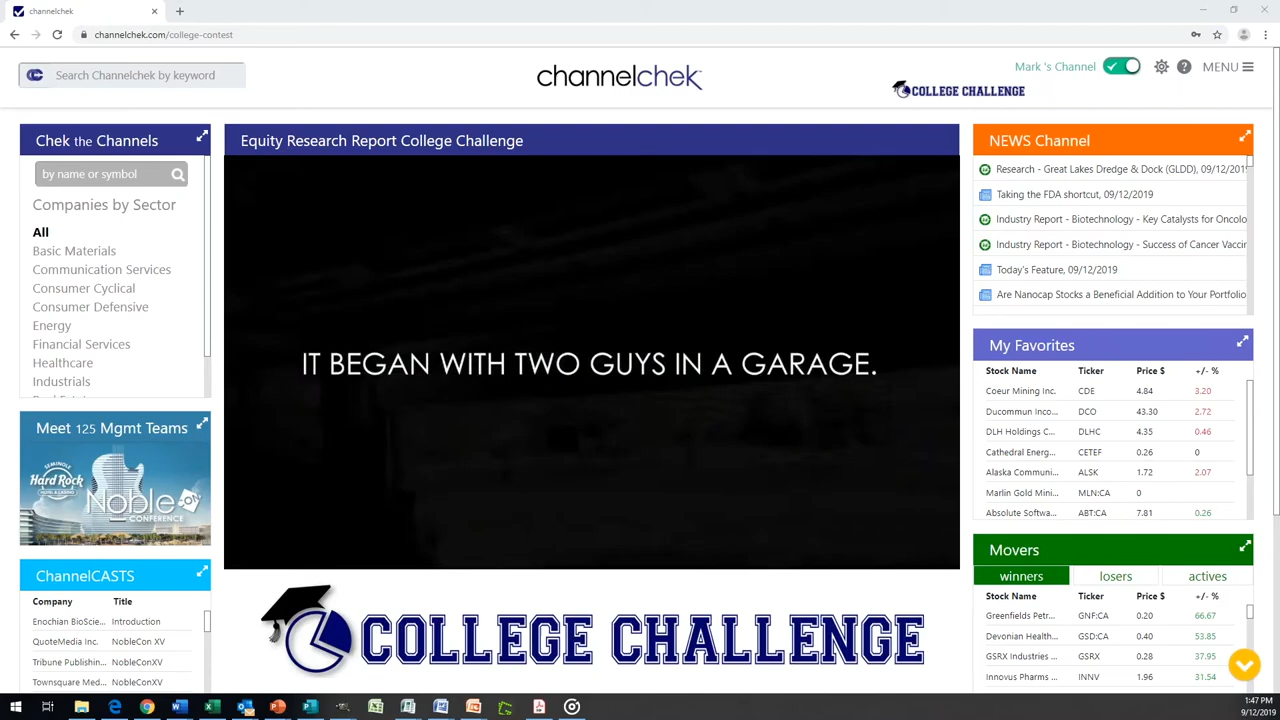 channelchek
channelchek.com/college-contest
Search Channelchek by keyword
channelchek
Mark 's Channel
MENU
COLLEGE CHALLENGE
Chek the Channels
by name or symbol
Companies by Sector
All
Basic Materials
Communication Services
Consumer Cyclical
Consumer Defensive
Energy
Financial Services
Healthcare
Industrials
Meet 125 Mgmt Teams
SEMINOLE
Hard Rock
HOTEL & CASINO
Noble
CONFERENCE
ChannelCASTS
Company Title
Enochian BioScie... Introduction
QuoteMedia Inc. NobleCon XV
Tribune Publishin... NobleConXV
Townsquare Med... NobleConXV
Equity Research Report College Challenge
IT BEGAN WITH TWO GUYS IN A GARAGE.
COLLEGE CHALLENGE
NEWS Channel
Research - Great Lakes Dredge & Dock (GLDD), 09/12/201
Taking the FDA shortcut, 09/12/2019
Industry Report - Biotechnology - Key Catalysts for Oncolo
Industry Report - Biotechnology - Success of Cancer Vaccin
Today's Feature, 09/12/2019
Are Nanocap Stocks a Beneficial Addition to Your Portfolio
My Favorites
Stock Name Ticker Price $ +/- %
Coeur Mining Inc. CDE 4.84 3.20
Ducommun Inco... DCO 43.30 2.72
DLH Holdings C... DLHC 4.35 0.46
Cathedral Energ... CETEF 0.26 0
Alaska Communi... ALSK 1.72 2.07
Marlin Gold Mini... MLN:CA 0
Absolute Softwa... ABT:CA 7.81 0.26
Movers
winners losers actives
Stock Name Ticker Price $ +/- %
Greenfields Petr... GNF:CA 0.20 66.67
Devonian Health... GSD:CA 0.40 53.85
GSRX Industries ... GSRX 0.28 37.95
Innovus Pharms ... INNV 1.96 31.54
1:47 PM
9/12/2019